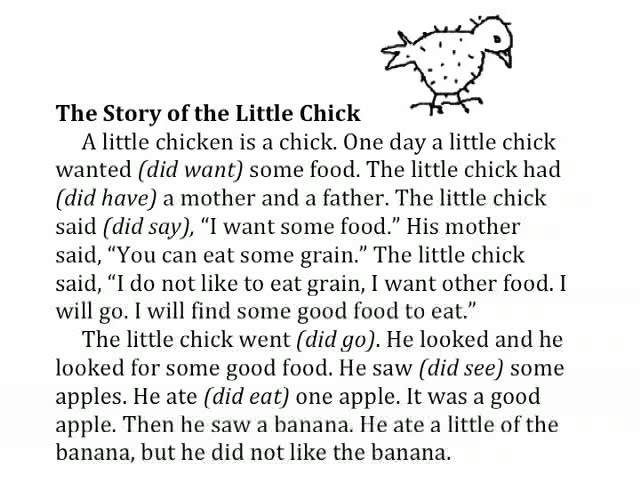 The Story of the Little Chick
A little chicken is a chick. One day a little chick
wanted (did want) some food. The little chick had
(did have) a mother and a father. The little chick
said (did say), “I want some food.” His mother
said, “You can eat some grain.” The little chick
said, “I do not like to eat grain, I want other food. I
will go. I will find some good food to eat.”
The little chick went (did go). He looked and he
looked for some good food. He saw (did see) some
apples. He ate (did eat) one apple. It was a good
apple. Then he saw a banana. He ate a little of the
banana, but he did not like the banana.